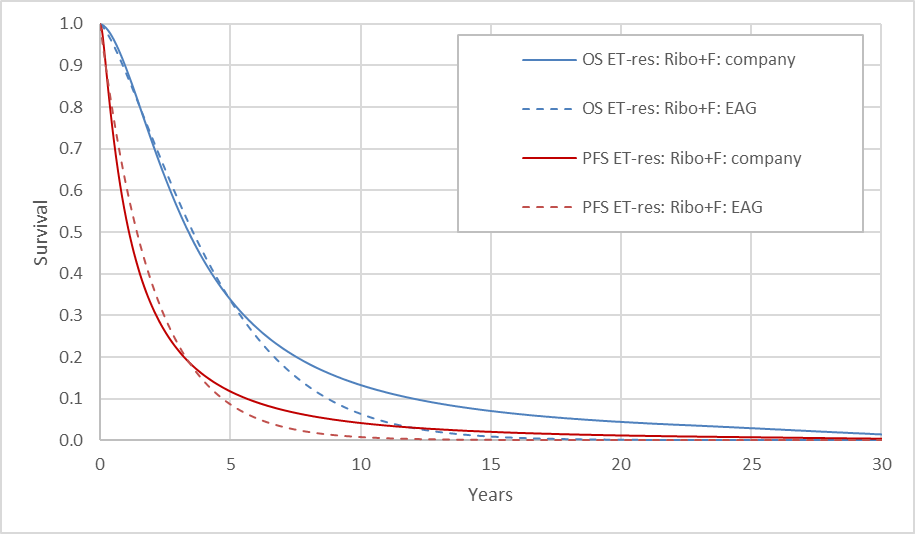 1.0
0.9
0.8
0.7
0.6
0.5
0.4
0.3
0.2
0.1
0.0
Survival
OS ET-res: Ribo+F: company
OS ET-res: Ribo+F: EAG
PFS ET-res: Ribo+F: company
PFS ET-res: Ribo+F: EAG
0 5 10 15 20 25 30
Years